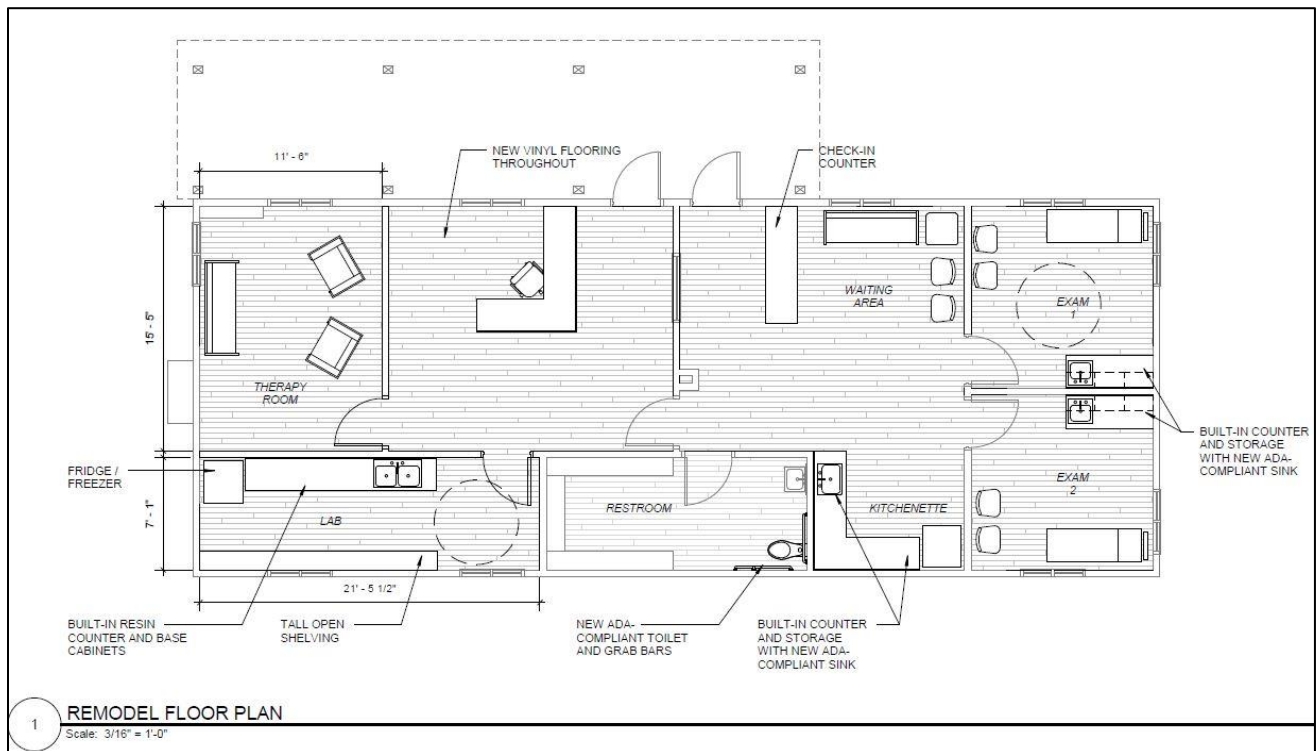 11' - 6"
NEW VINYL FLOORING
THROUGHOUT
CHECK-IN
COUNTER
15' - 5"
WAITING
AREA
EXAM
1
THERAPY
ROOM
BUILT-IN COUNTER
AND STORAGE
WITH NEW ADA-
COMPLIANT SINK
FRIDGE /
FREEZER
7' - 1"
LAB
RESTROOM
KITCHENETTE
EXAM
2
21' - 5 1/2"
BUILT-IN RESIN
COUNTER AND BASE
CABINETS
TALL OPEN
SHELVING
NEW ADA-
COMPLIANT TOILET
AND GRAB BARS
BUILT-IN COUNTER
AND STORAGE
WITH NEW ADA-
COMPLIANT SINK
1
REMODEL FLOOR PLAN
Scale: 3/16" = 1'-0"